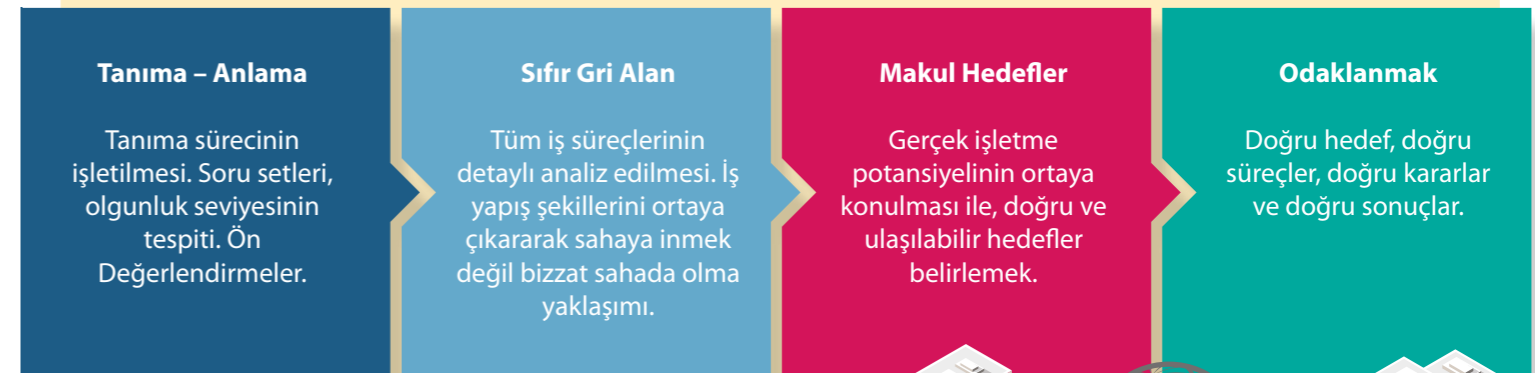 Tanıma – Anlama
Tanıma sürecinin
işletilmesi. Soru setleri,
olgunluk seviyesinin
tespiti. Ön
Değerlendirmeler.
Sıfır Gri Alan
Tüm iş süreçlerinin
detaylı analiz edilmesi. İş
yapış şekillerini ortaya
çıkararak sahaya inmek
değil bizzat sahada olma
yaklaşımı.
Makul Hedefler
Gerçek işletme
potansiyelinin ortaya
konulması ile, doğru ve
ulaşılabilir hedefler
belirlemek.
Odaklanmak
Doğru hedef, doğru
süreçler, doğru kararlar
ve doğru sonuçlar.